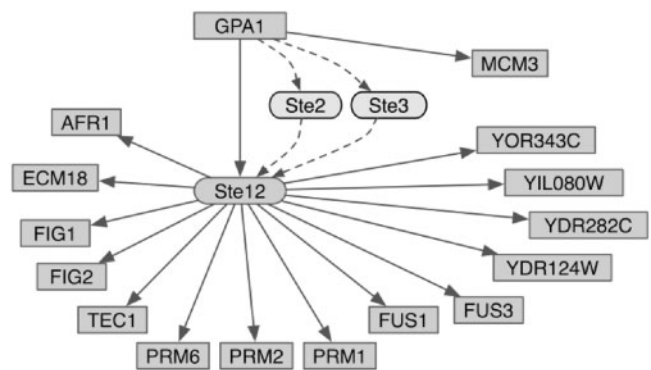 GPA1
MCM3
Ste2
Ste3
AFR1
YOR343C
ECM18
Ste12
YIL080W
FIG1
YDR282C
FIG2
YDR124W
TEC1
FUS1
FUS3
PRM6
PRM2
PRM1